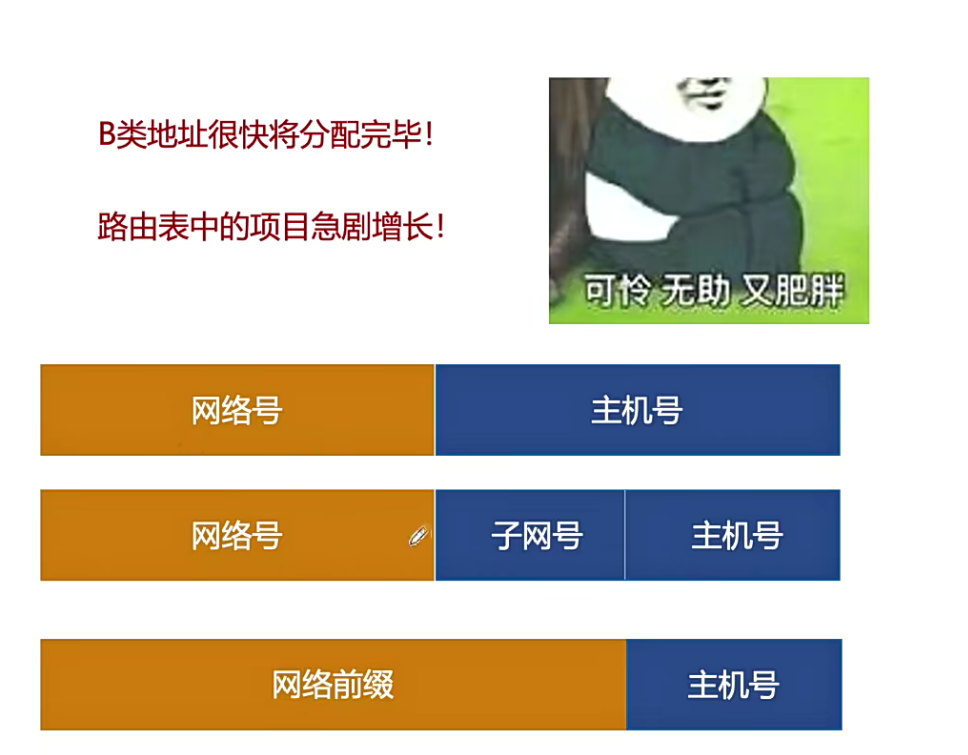 B类地址很快将分配完毕！
路由表中的项目急剧增长！
可怜 无助 又肥胖
网络号 主机号
网络号 子网号 主机号
网络前缀 主机号